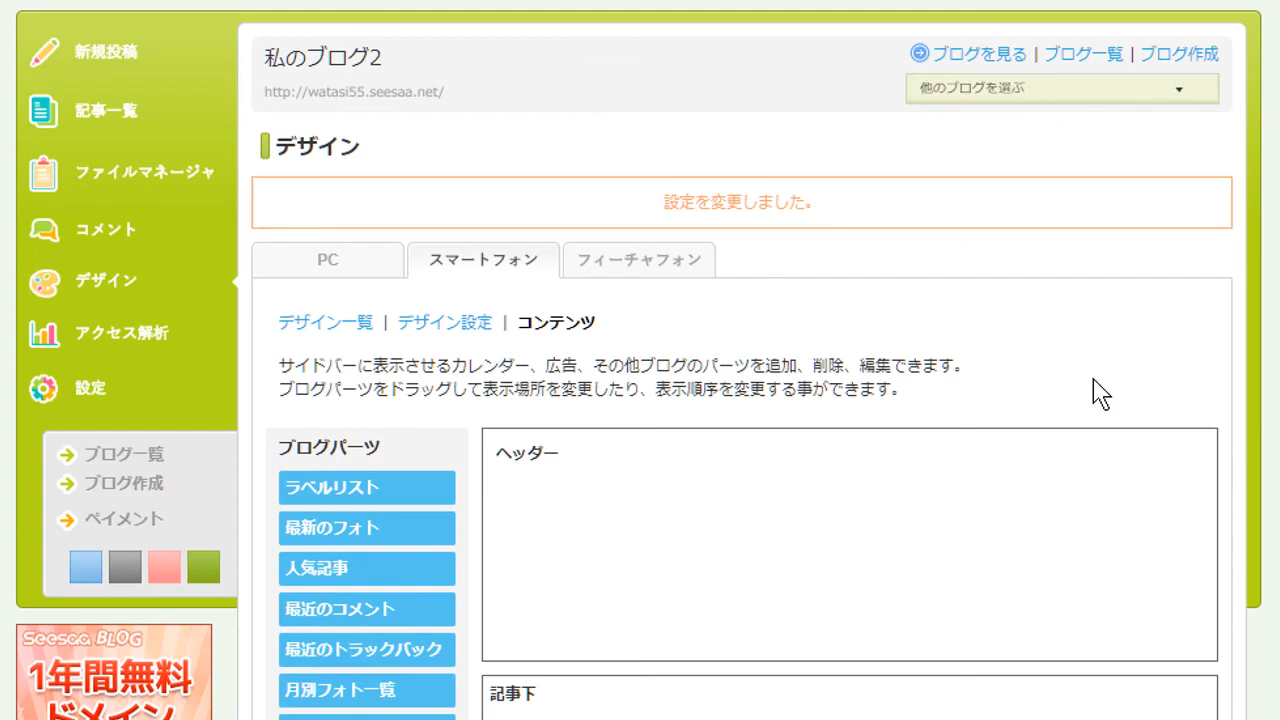 新規投稿
記事一覧
ファイルマネージャ
コメント
デザイン
アクセス解析
設定
ブログ一覧
ブログ作成
ペイメント
Seesaa BLOG
1年間無料
ドメイン
私のブログ2
http://watasi55.seesaa.net/
ブログを見る | ブログ一覧 | ブログ作成
他のブログを選ぶ
デザイン
設定を変更しました。
PC
スマートフォン
フィーチャフォン
デザイン一覧 | デザイン設定 | コンテンツ
サイドバーに表示させるカレンダー、広告、その他ブログのパーツを追加、削除、編集できます。
ブログパーツをドラッグして表示場所を変更したり、表示順序を変更する事ができます。
ブログパーツ
ラベルリスト
最新のフォト
人気記事
最近のコメント
最近のトラックバック
月別フォト一覧
ヘッダー
記事下